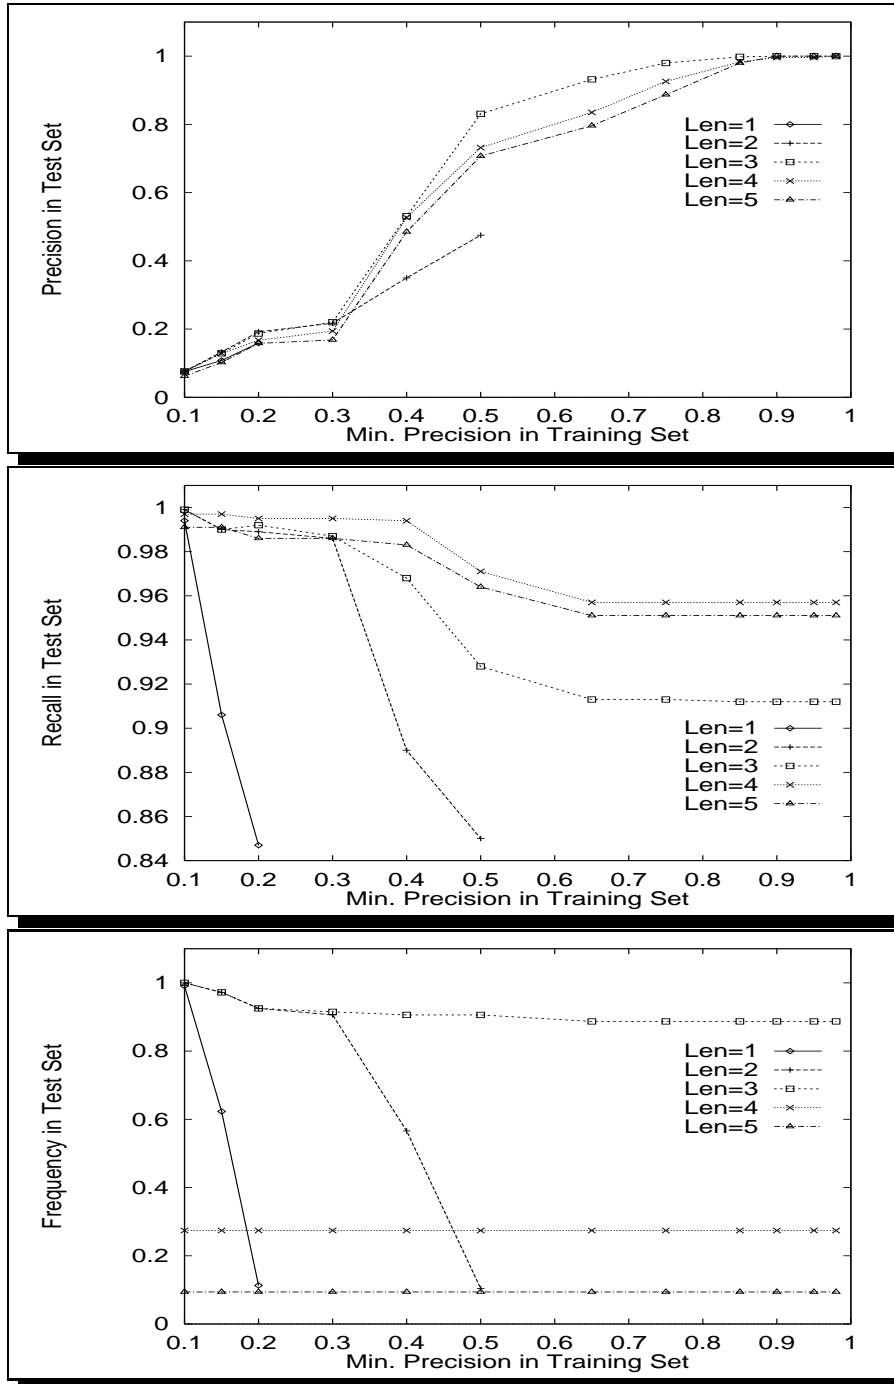 1
0.8
0.6
0.4
0.2
0
Precision in Test Set
Len=1
Len=2
Len=3
Len=4
Len=5
0.1 0.2 0.3 0.4 0.5 0.6 0.7 0.8 0.9 1
Min. Precision in Training Set
1
0.98
0.96
0.94
0.92
0.9
0.88
0.86
0.84
Recall in Test Set
Len=1
Len=2
Len=3
Len=4
Len=5
0.1 0.2 0.3 0.4 0.5 0.6 0.7 0.8 0.9 1
Min. Precision in Training Set
1
0.8
0.6
0.4
0.2
0
Frequency in Test Set
Len=1
Len=2
Len=3
Len=4
Len=5
0.1 0.2 0.3 0.4 0.5 0.6 0.7 0.8 0.9 1
Min. Precision in Training Set